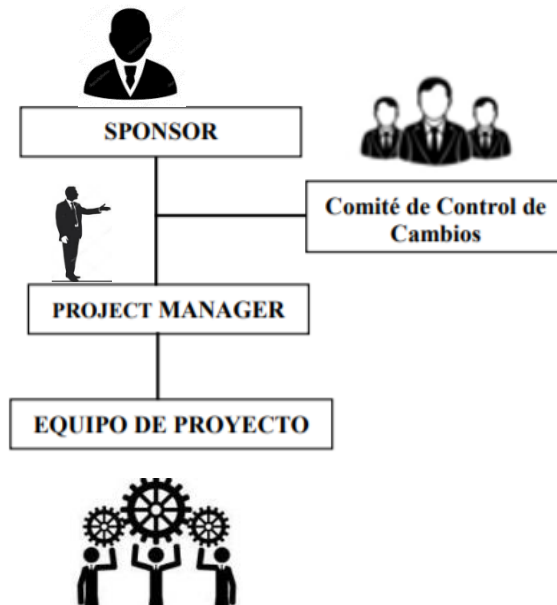 SPONSOR
Comité de Control de
Cambios
PROJECT MANAGER
EQUIPO DE PROYECTO